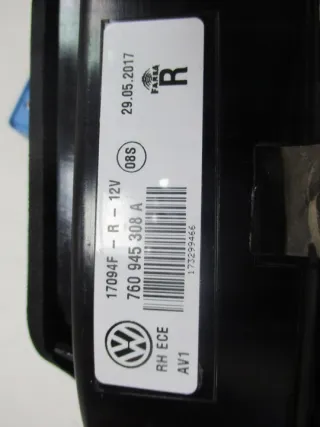 29.05.2017
FARBA
R
08S
17094F - R - 12V
760 945 308 A
173299466
RH ECE
AV1